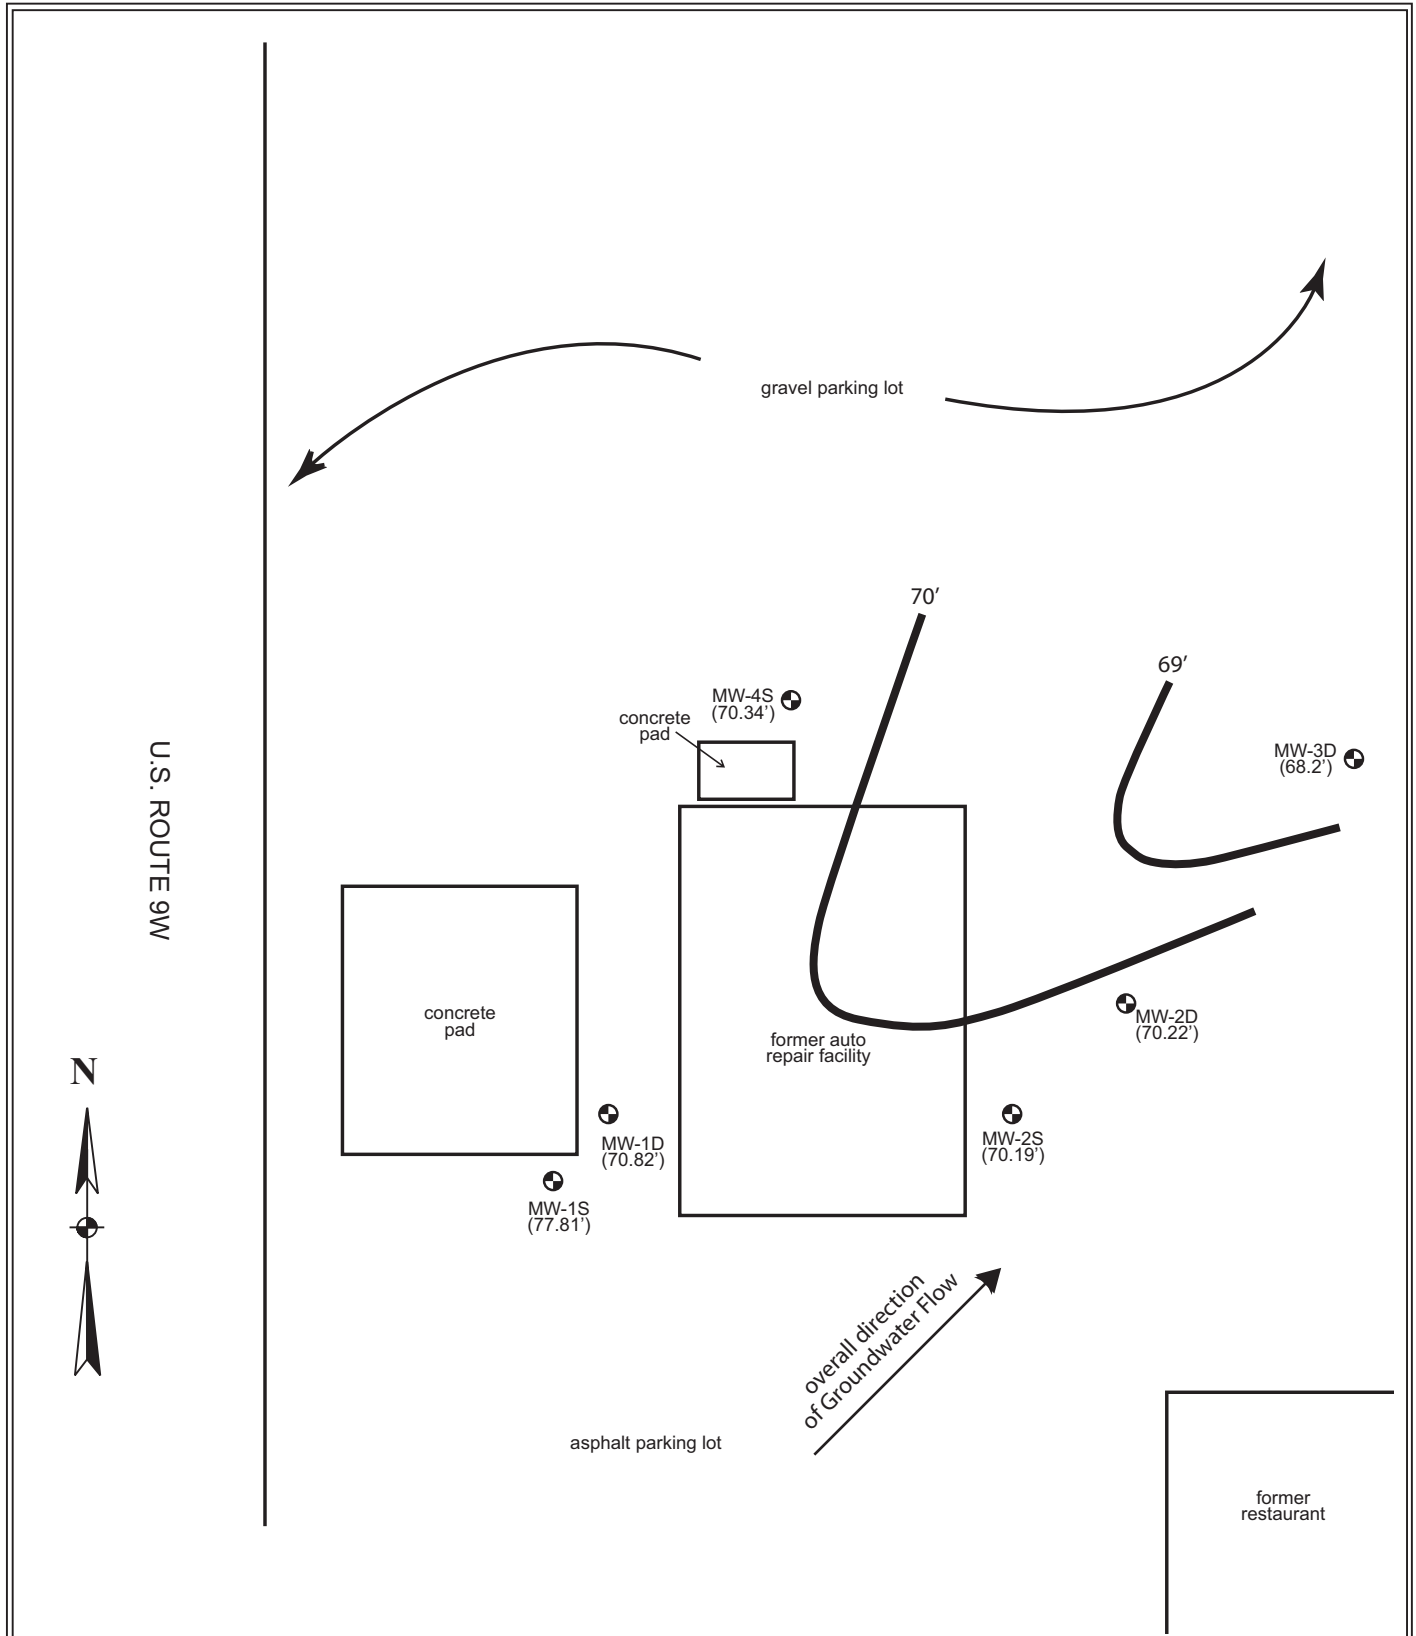 gravel parking lot
70’
69’
MW-4S
(70.34’)
concrete
pad
MW-3D
(68.2’)
U.S. ROUTE 9W
concrete
pad
MW-2D
(70.22’)
former auto
repair facility
N
MW-1D
(70.82’)
MW-2S
(70.19’)
MW-1S
(77.81’)
overall direction
of Groundwater Flow
asphalt parking lot
former
restaurant